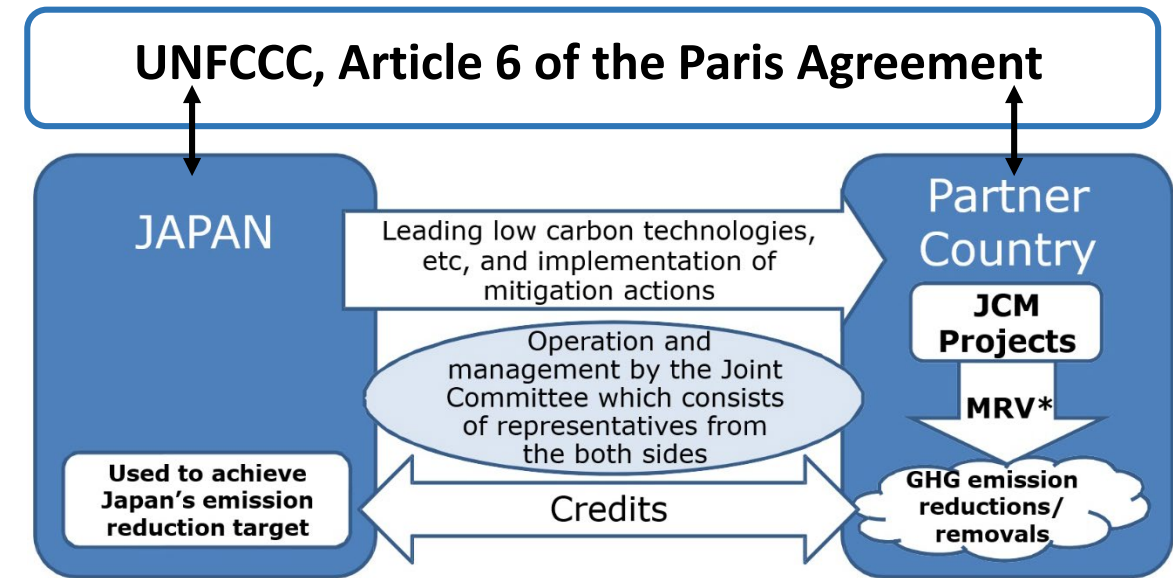 UNFCCC, Article 6 of the Paris Agreement
JAPAN
Leading low carbon technologies,
etc, and implementation of
mitigation actions
Partner
Country
JCM
Projects
MRV*
Operation and
management by the Joint
Committee which consists
of representatives from
the both sides
Used to achieve
Japan’s emission
reduction target
Credits
GHG emission
reductions/
removals